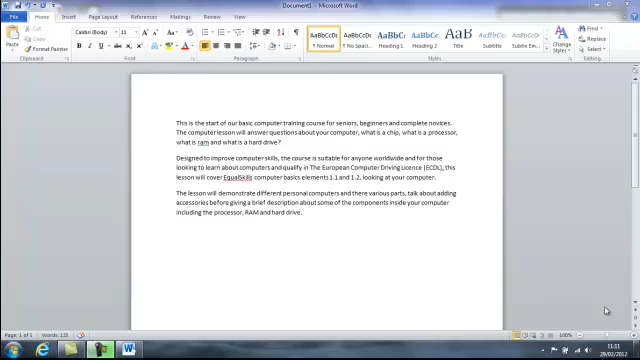 Document1 - Microsoft Word
File Home Insert Page Layout References Mailings Review View
Paste
Cut
Copy
Format Painter
Clipboard
Calibri (Body) 11
Font
Paragraph
AaBbCcDc AaBbCcDc AaBbCc AaBbCc AaB AaBbCc. AaBbCcDc
¶ Normal ¶ No Spaci... Heading 1 Heading 2 Title Subtitle Subtle Em...
Styles
Change Styles
Find
Replace
Select
Editing
This is the start of our basic computer training course for seniors, beginners and complete novices.
The computer lesson will answer questions about your computer, what is a chip, what is a processor,
what is ram and what is a hard drive?
Designed to improve computer skills, the course is suitable for anyone worldwide and for those
looking to learn about computers and qualify in The European Computer Driving Licence (ECDL), this
lesson will cover EqualSkills computer basics elements 1.1 and 1.2, looking at your computer.
The lesson will demonstrate different personal computers and there various parts, talk about adding
accessories before giving a brief description about some of the components inside your computer
including the processor, RAM and hard drive.
Page: 1 of 1 Words: 121
100%
11:11
29/02/2012